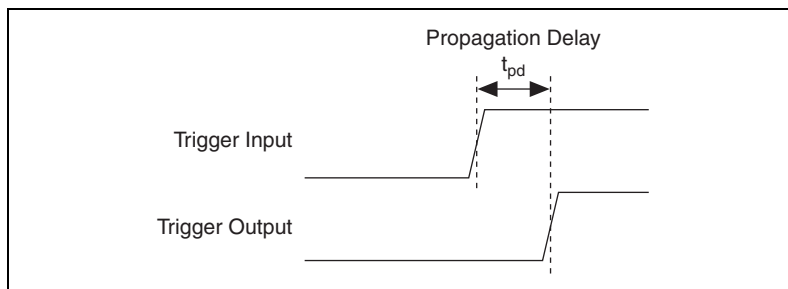 Propagation Delay
tpd
Trigger Input
Trigger Output